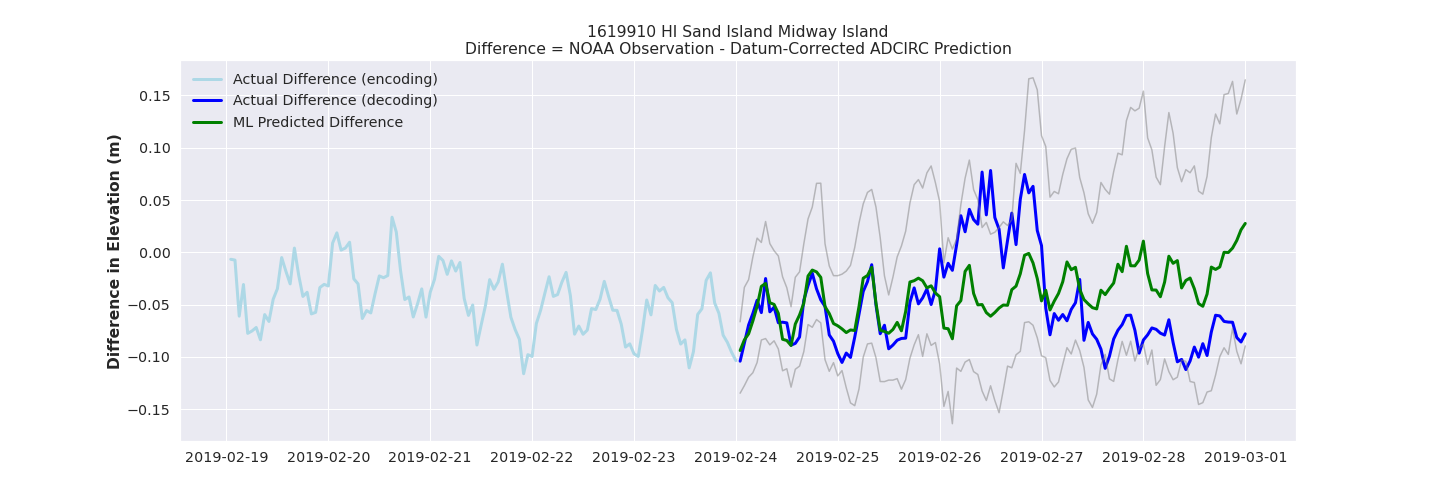 1619910 HI Sand Island Midway Island
Difference = NOAA Observation - Datum-Corrected ADCIRC Prediction
Actual Difference (encoding)
Actual Difference (decoding)
ML Predicted Difference
Difference in Elevation (m)
0.15
0.10
0.05
0.00
−0.05
−0.10
−0.15
2019-02-19 2019-02-20 2019-02-21 2019-02-22 2019-02-23 2019-02-24 2019-02-25 2019-02-26 2019-02-27 2019-02-28 2019-03-01